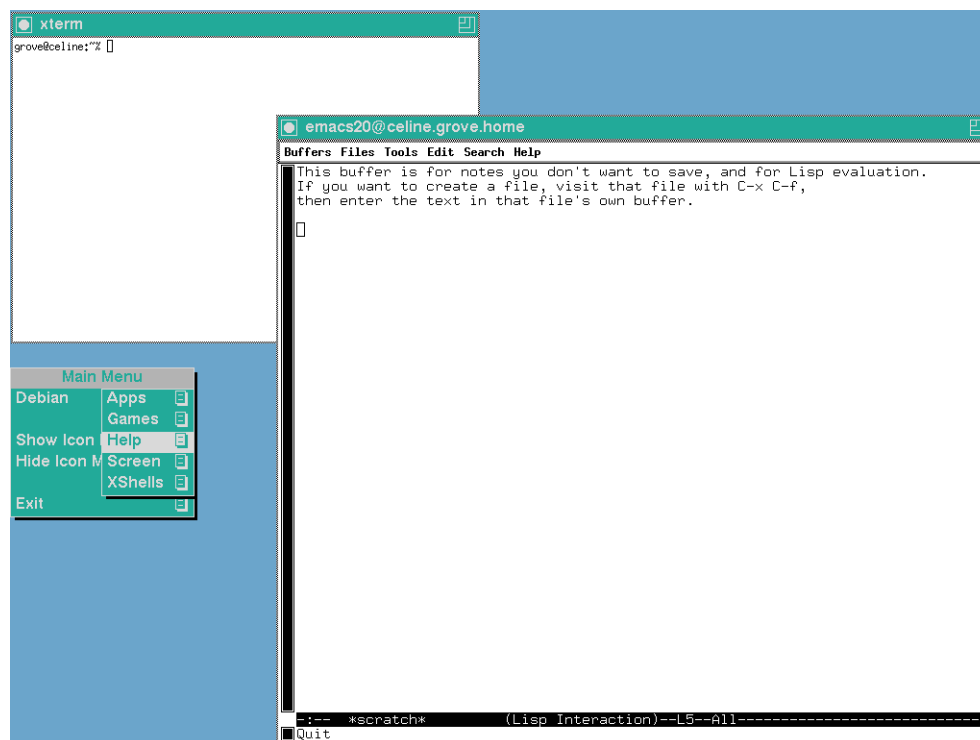 xterm
grove@celine:~%
emacs20@celine.grove.home
Buffers Files Tools Edit Search Help
This buffer is for notes you don't want to save, and for Lisp evaluation.
If you want to create a file, visit that file with C-x C-f,
then enter the text in that file's own buffer.
Main Menu
Debian
Apps
Games
Show Icon
Help
Hide Icon M
Screen
XShells
Exit
-:-- *scratch* (Lisp Interaction)--L5--All----------------------------
Quit